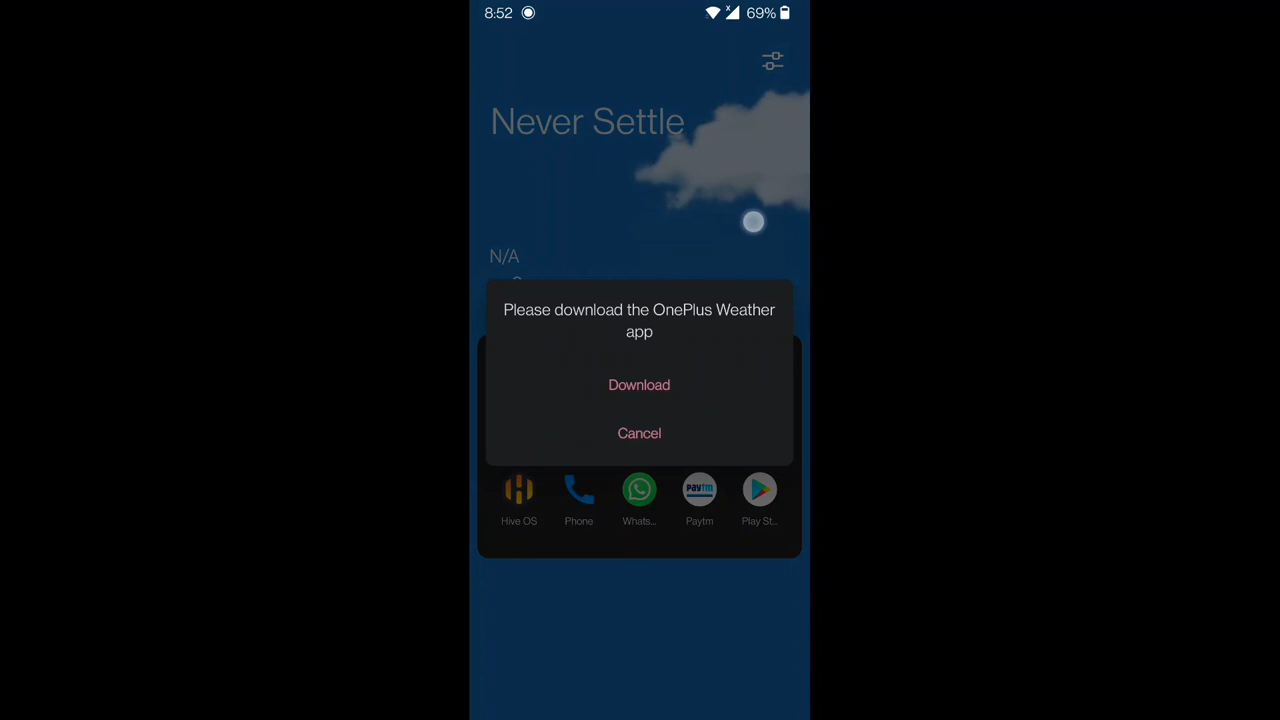 8:52 69%
Never Settle
N/A
Please download the OnePlus Weather
app
Download
Cancel
Hive OS Phone Whats... Paytm Play St...